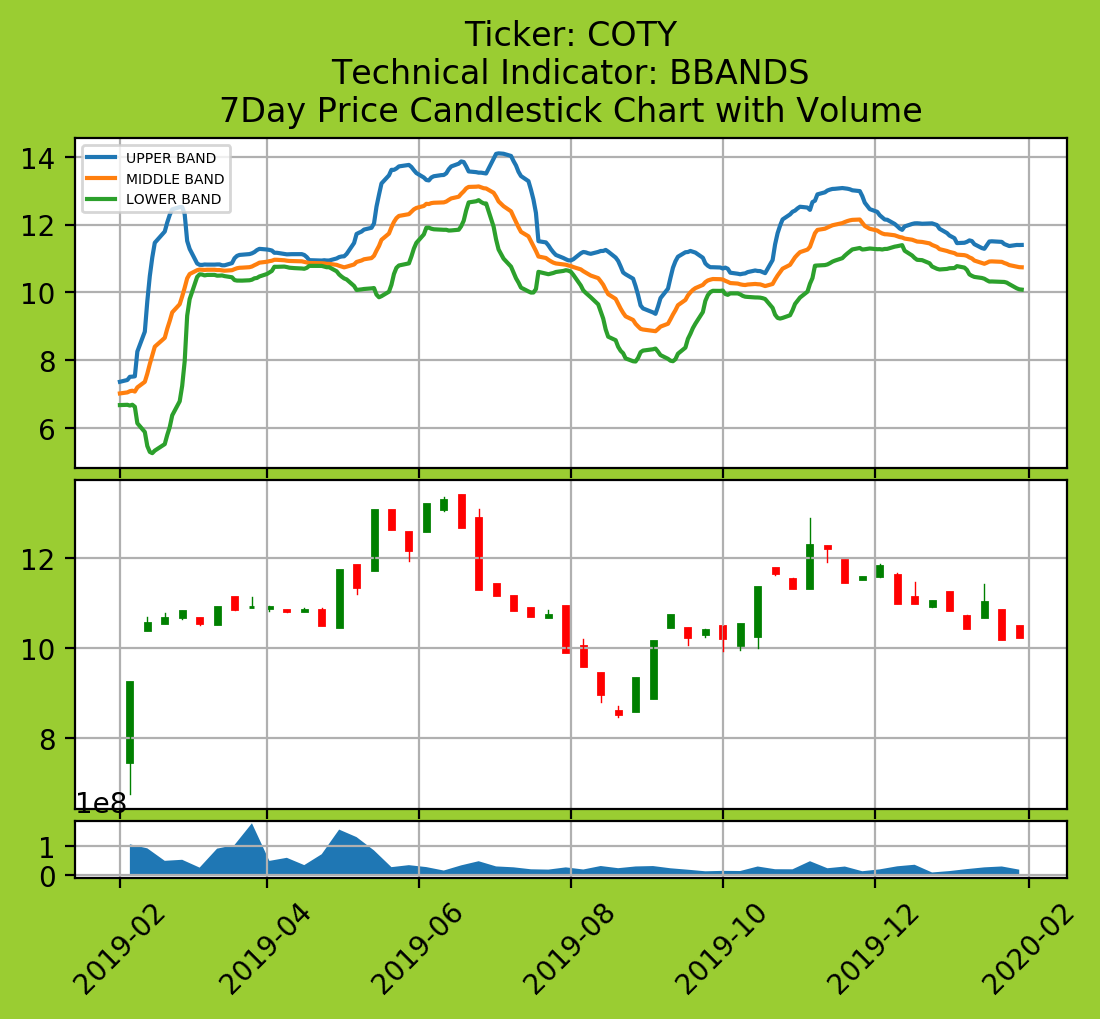 Ticker: COTY
Technical Indicator: BBANDS
7Day Price Candlestick Chart with Volume
14
12
10
8
6
UPPER BAND
MIDDLE BAND
LOWER BAND
12
10
8
1e8
1
0
2019-02
2019-04
2019-06
2019-08
2019-10
2019-12
2020-02